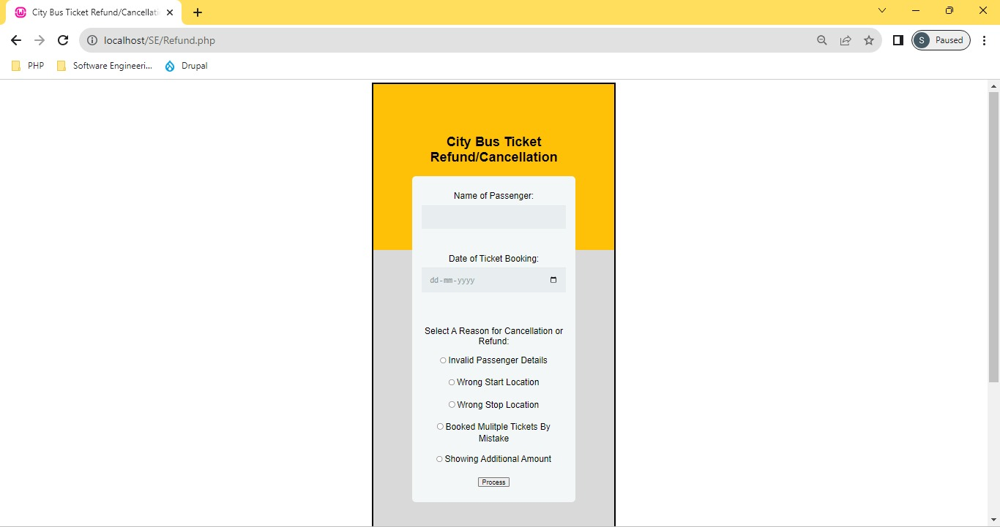 City Bus Ticket Refund/Cancellati
localhost/SE/Refund.php
S Paused
PHP Software Engineeri... Drupal
City Bus Ticket
Refund/Cancellation
Name of Passenger:
Date of Ticket Booking:
dd-mm-yyyy
Select A Reason for Cancellation or
Refund:
Invalid Passenger Details
Wrong Start Location
Wrong Stop Location
Booked Mulitple Tickets By
Mistake
Showing Additional Amount
Process